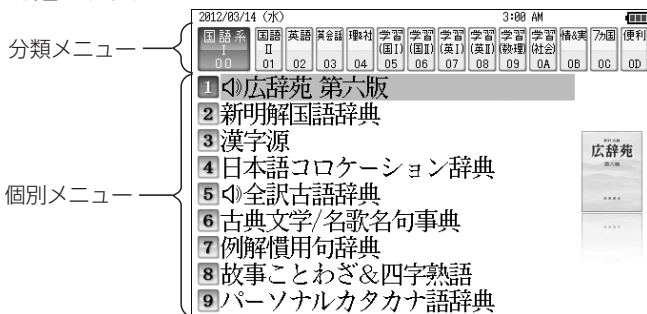 2012/03/14 (水) 3:00 AM
分類メニュー
国語系 I 00
国語 II 01
英語 02
英会話 03
理&社 04
学習 (国I) 05
学習 (国II) 06
学習 (英I) 07
学習 (英II) 08
学習 (数・理) 09
学習 (社会) 0A
情&実 0B
7カ国 0C
便利 0D
個別メニュー
1 広辞苑 第六版
2 新明解国語辞典
3 漢字源
4 日本語コロケーション辞典
5 全訳古語辞典
6 古典文学/名歌名句事典
7 例解慣用句辞典
8 故事ことわざ&四字熟語
9 パーソナルカタカナ語辞典
広辞苑
第六版